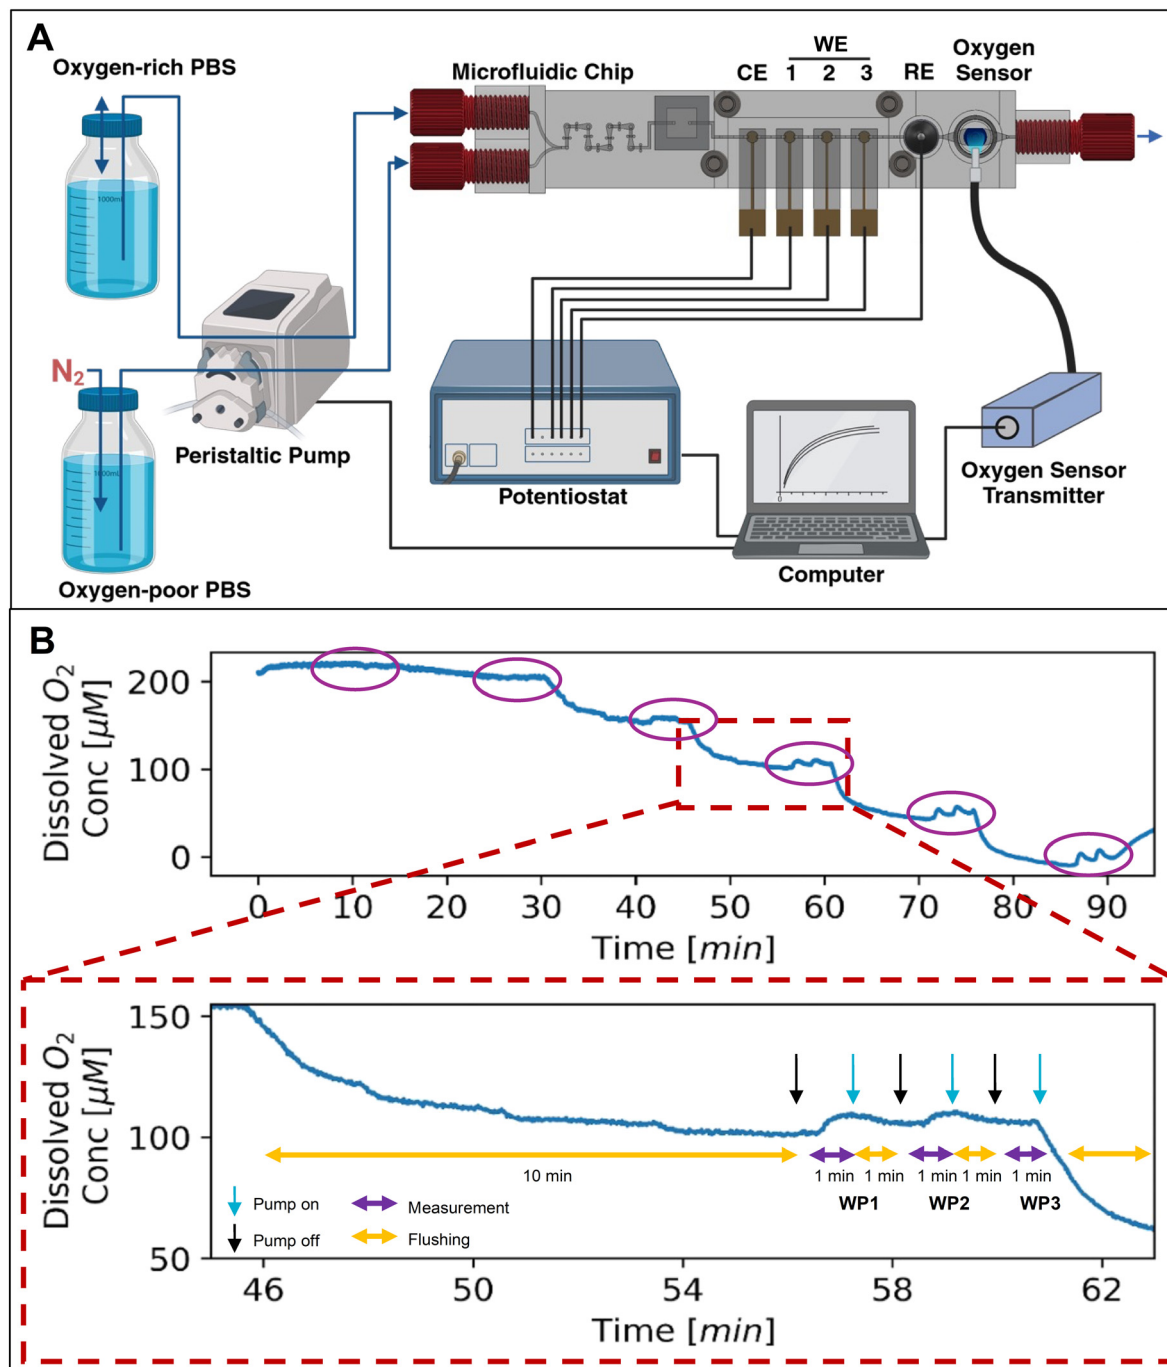 A
Oxygen-rich PBS
Microfluidic Chip
WE
CE 1 2 3 RE
Oxygen
Sensor
1000mL
N2
1000mL
Peristaltic Pump
Potentiostat
0
Computer
Oxygen Sensor
Transmitter
Oxygen-poor PBS
B
Dissolved O2
Conc [μM]
200
100
0
0 10 20 30 40 50 60 70 80 90
Time [min]
Dissolved O2
Conc [μM]
150
100
50
10 min
1 min 1 min 1 min 1 min 1 min
WP1 WP2 WP3
Pump on
Measurement
Pump off
Flushing
46 50 54 58 62
Time [min]